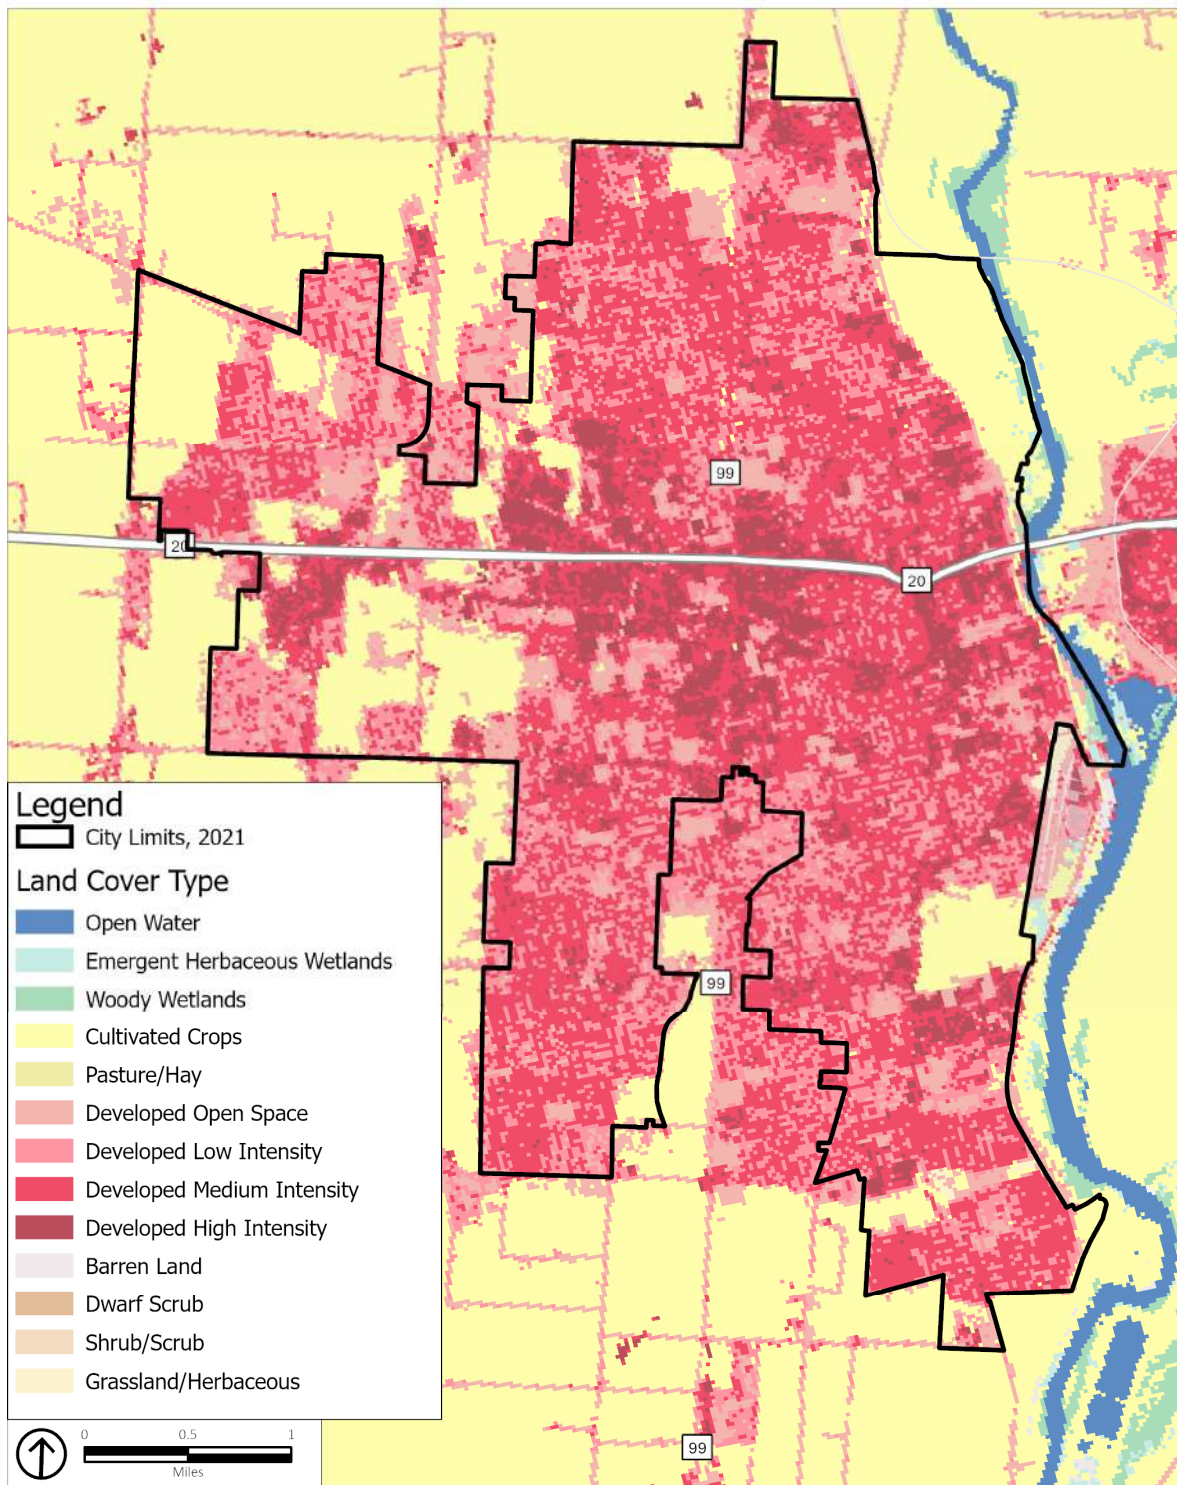 99
20
20
99
Legend
City Limits, 2021
Land Cover Type
Open Water
Emergent Herbaceous Wetlands
Woody Wetlands
Cultivated Crops
Pasture/Hay
Developed Open Space
Developed Low Intensity
Developed Medium Intensity
Developed High Intensity
Barren Land
Dwarf Scrub
Shrub/Scrub
Grassland/Herbaceous
0 0.5 1
Miles
99